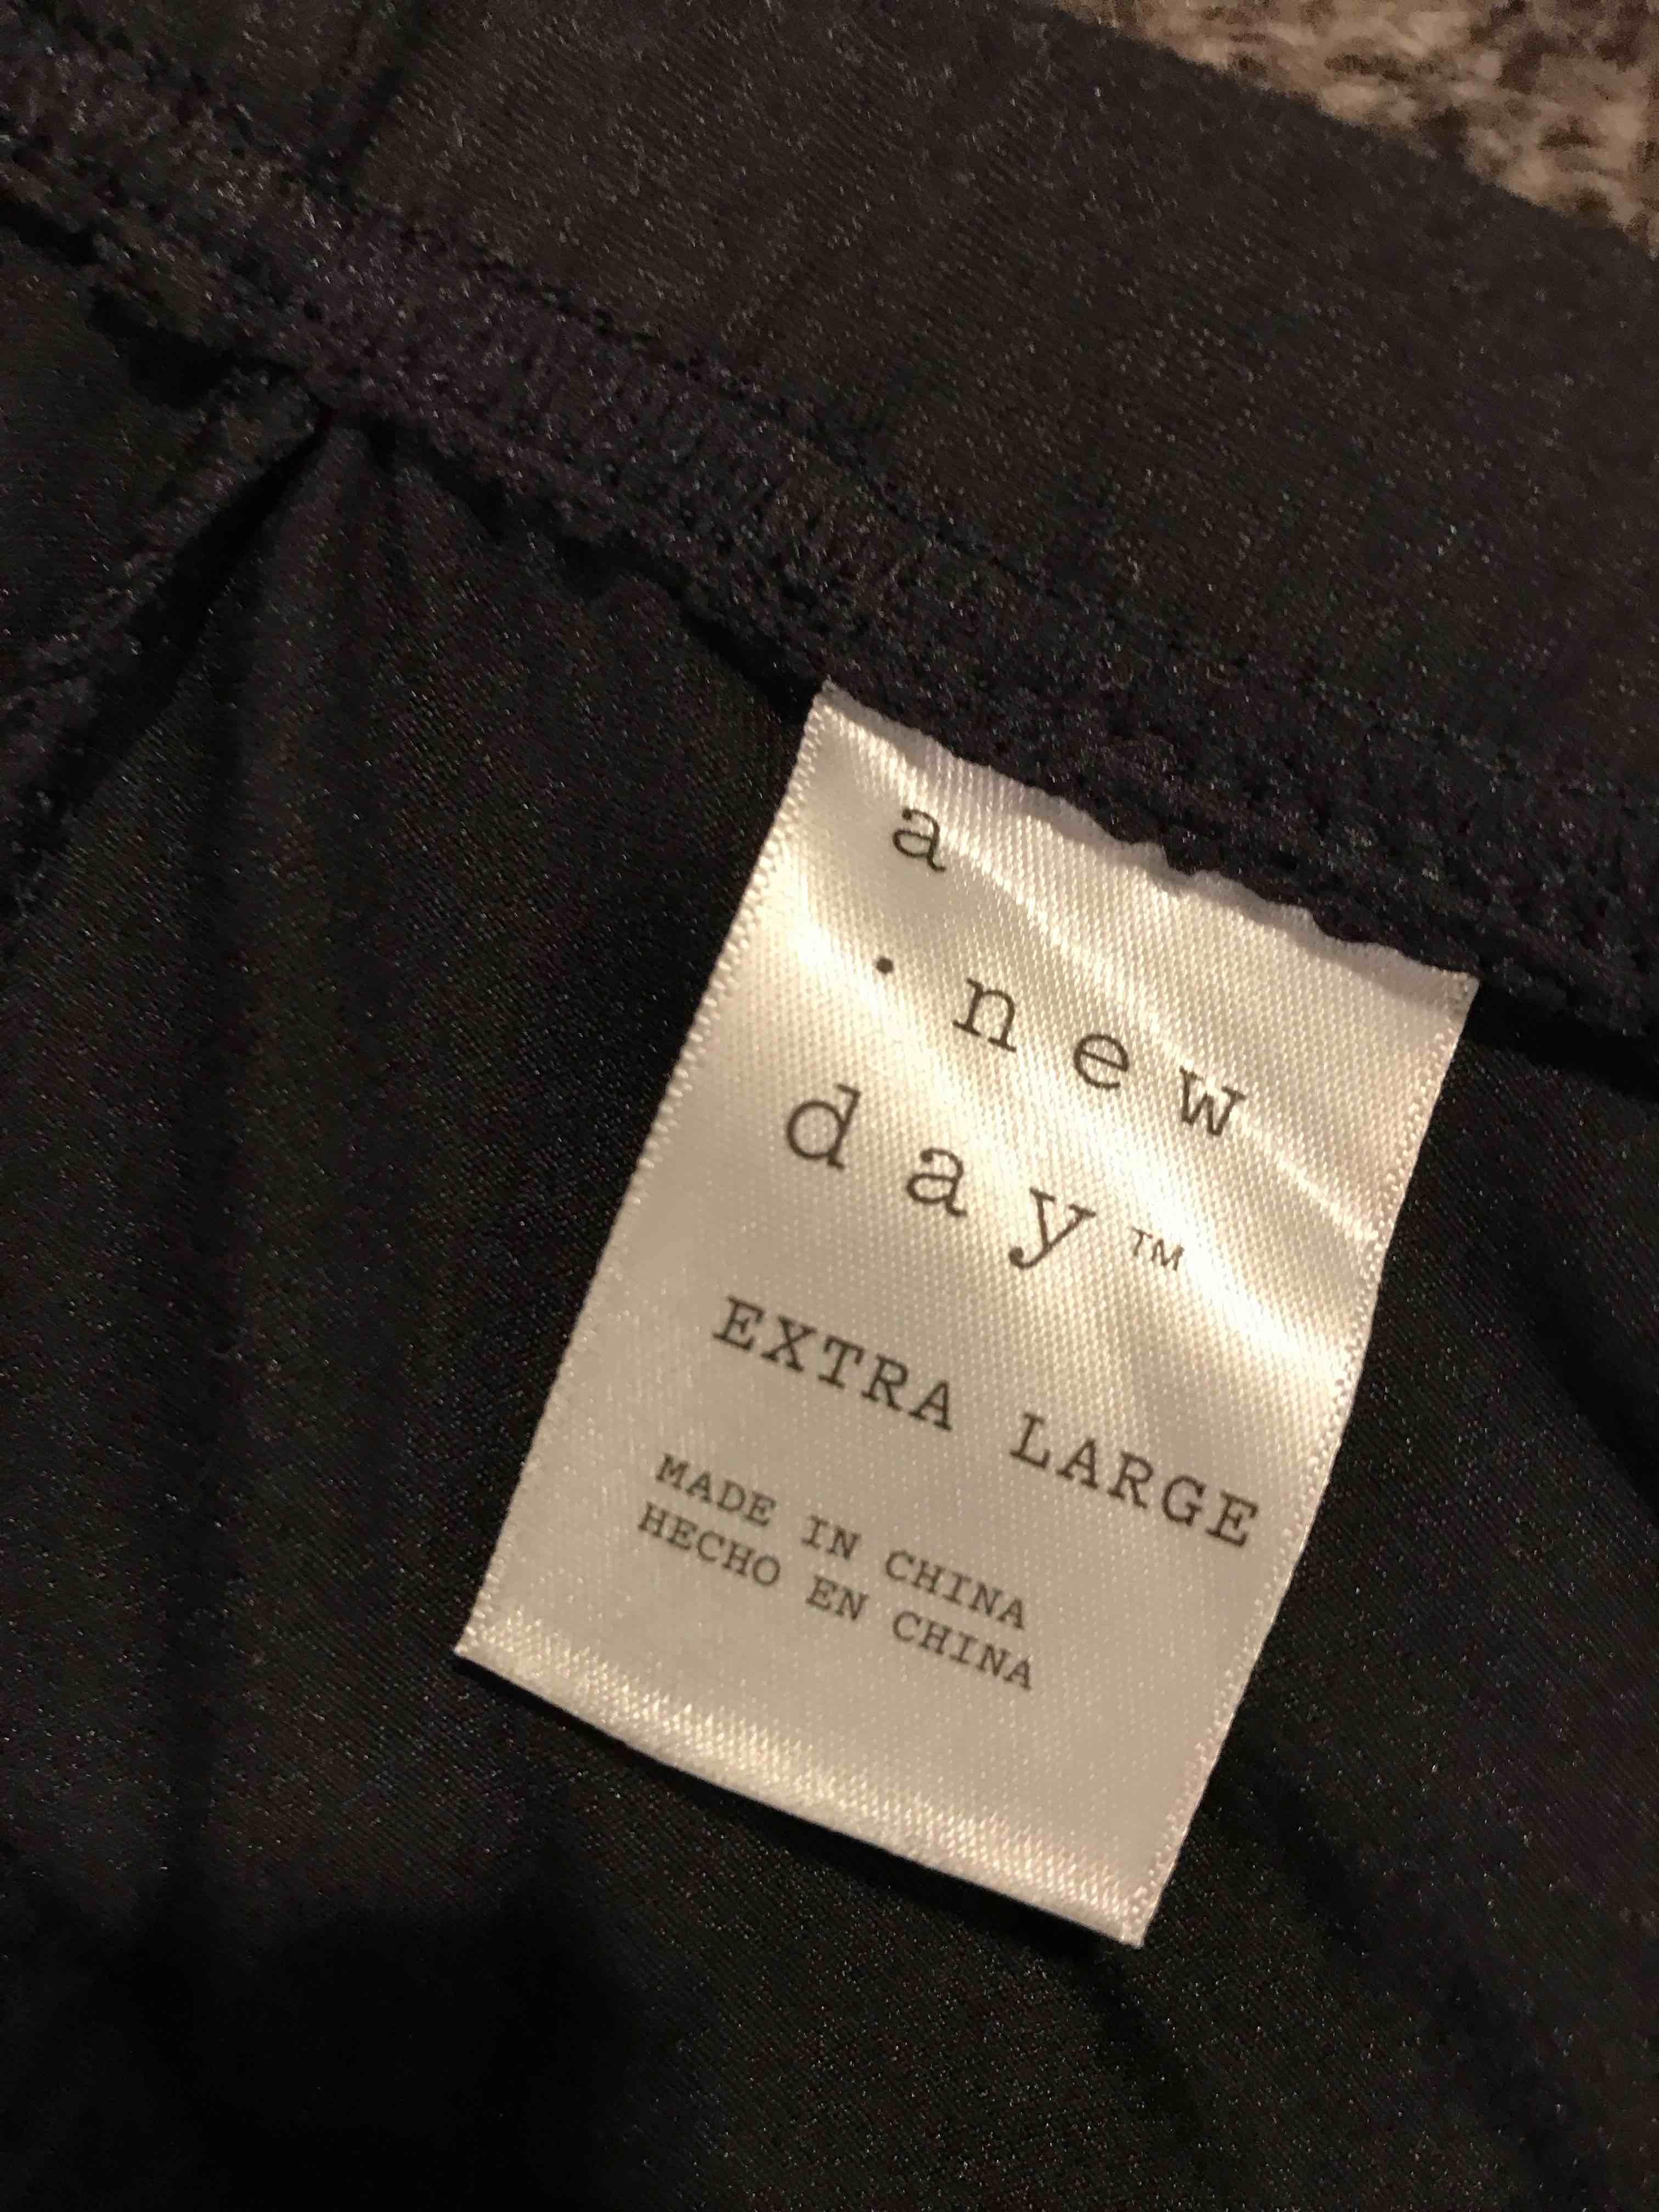 a
· new
day™
EXTRA LARGE
MADE IN CHINA
HECHO EN CHINA